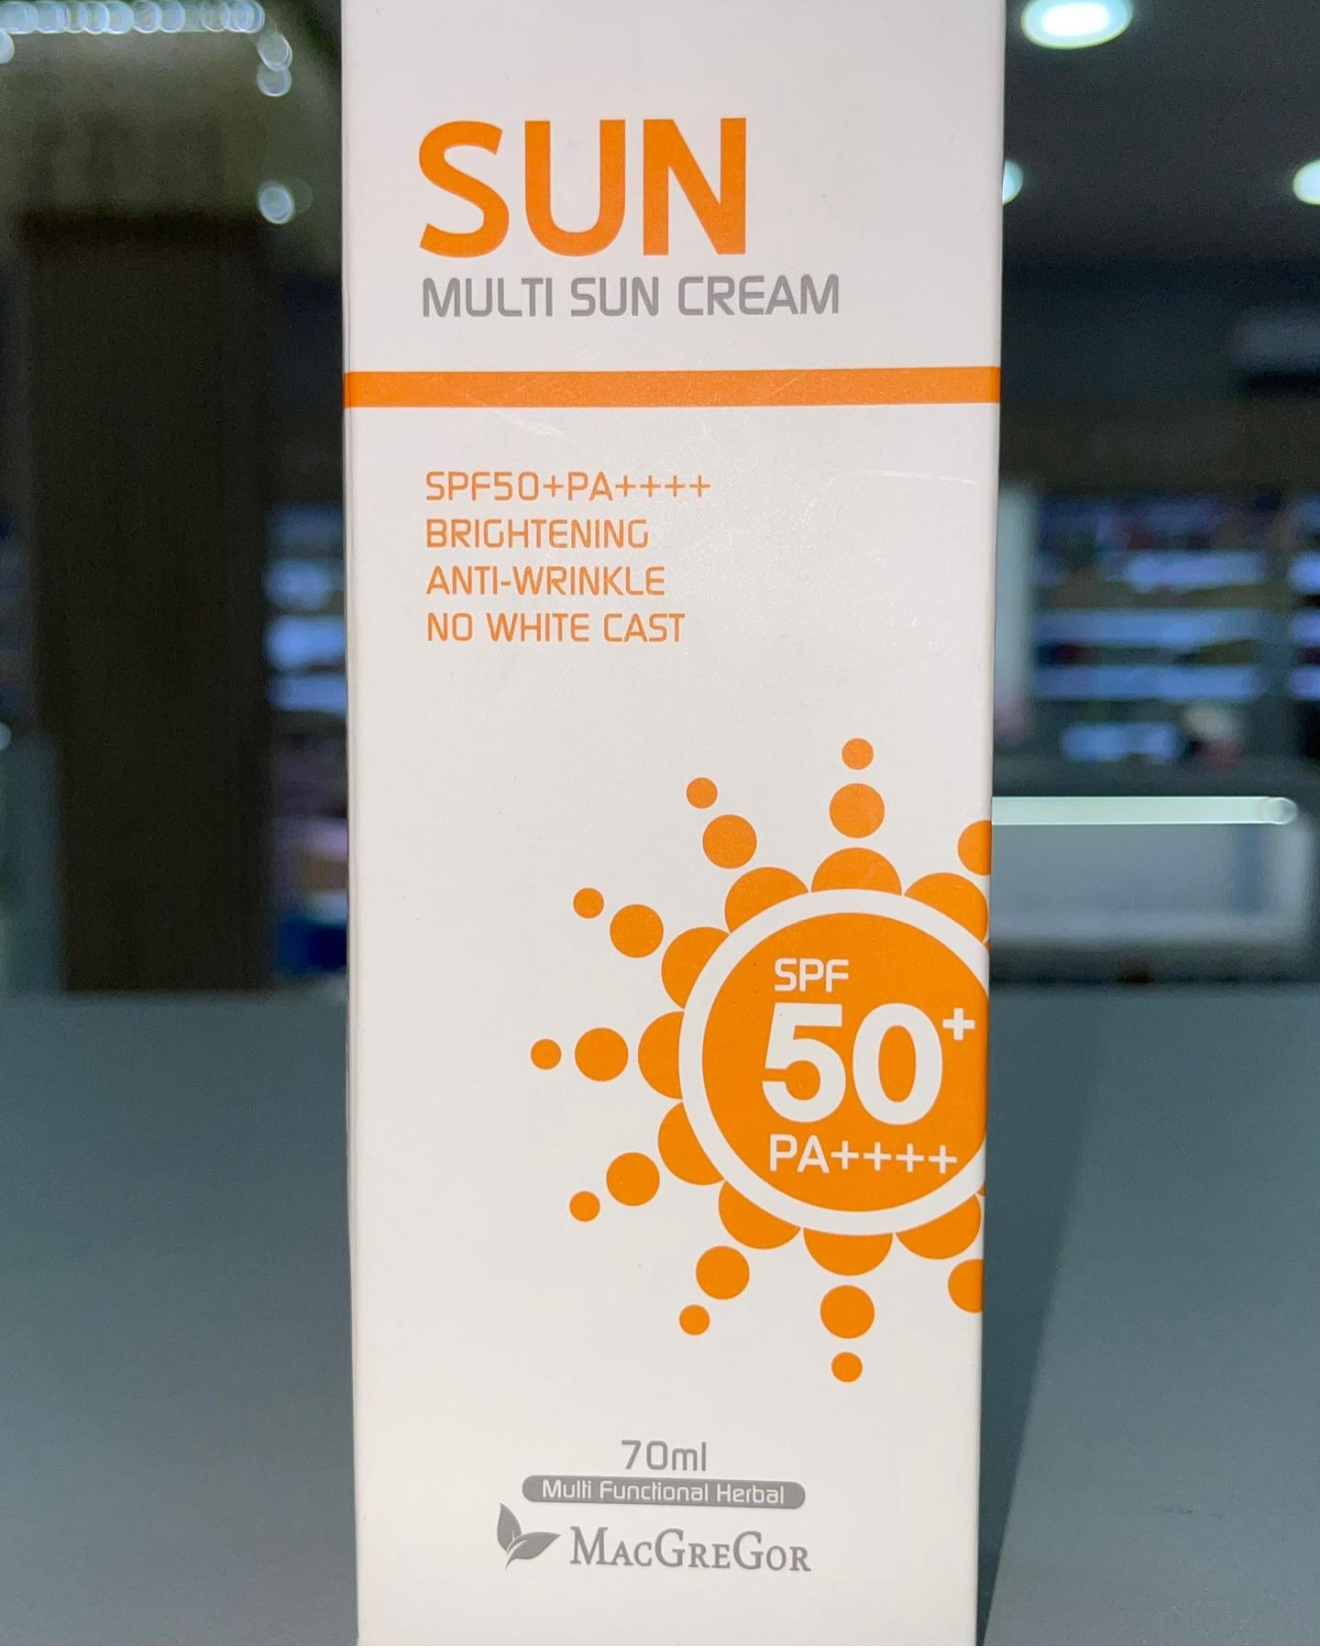 SUN
MULTI SUN CREAM
SPF50+PA++++
BRIGHTENING
ANTI-WRINKLE
NO WHITE CAST
SPF
50+
PA++++
70ml
Multi Functional Herbal
MACGREGOR